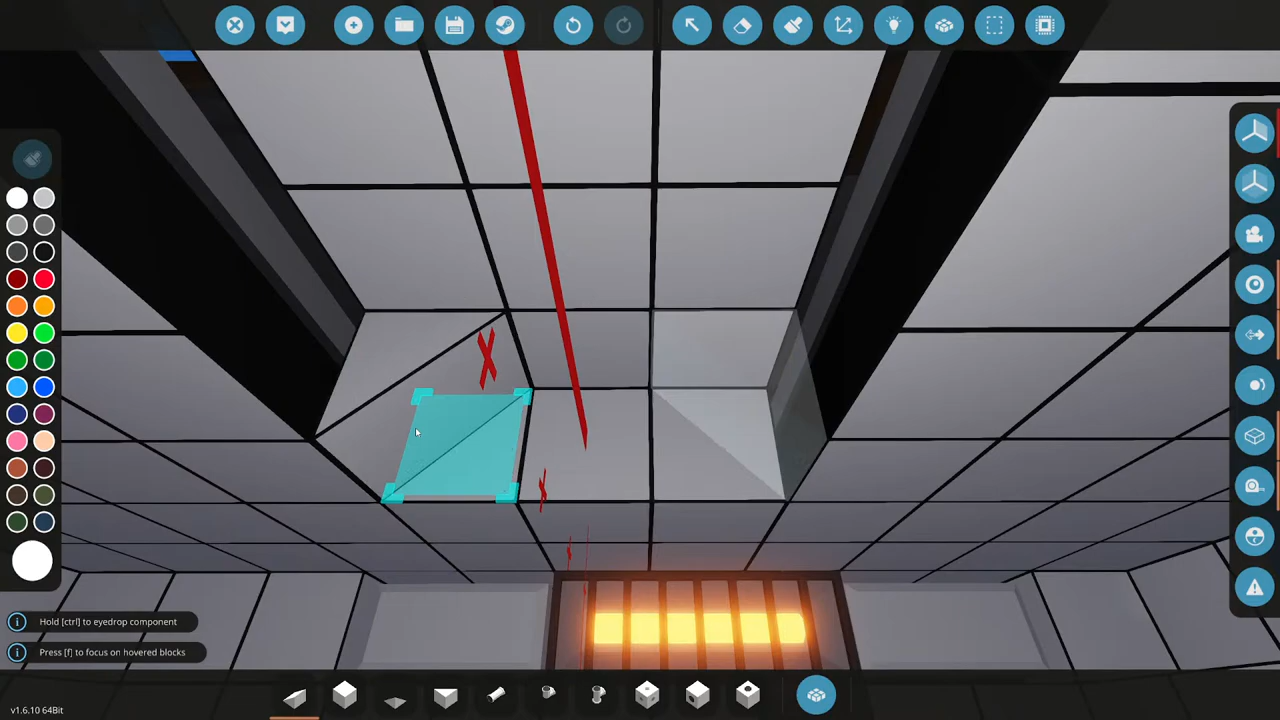 Hold [ctrl] to eyedrop component
Press [f] to focus on hovered blocks
v1.6.10 64Bit